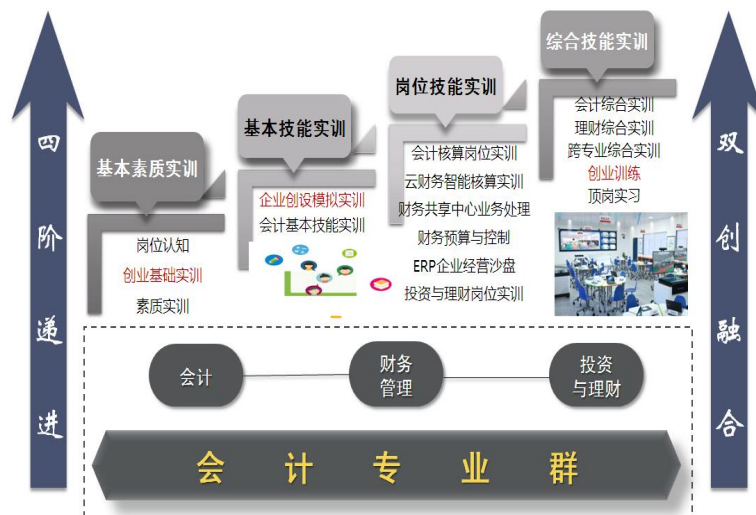 四阶递进
基本素质实训
岗位认知
创业基础实训
素质实训
基本技能实训
企业创设模拟实训
会计基本技能实训
岗位技能实训
会计核算岗位实训
云财务智能核算实训
财务共享中心业务处理
财务预算与控制
ERP企业经营沙盘
投资与理财岗位实训
综合技能实训
会计综合实训
理财综合实训
跨专业综合实训
创业训练
顶岗实习
双创融合
会计
财务
管理
投资
与理财
会计专业群